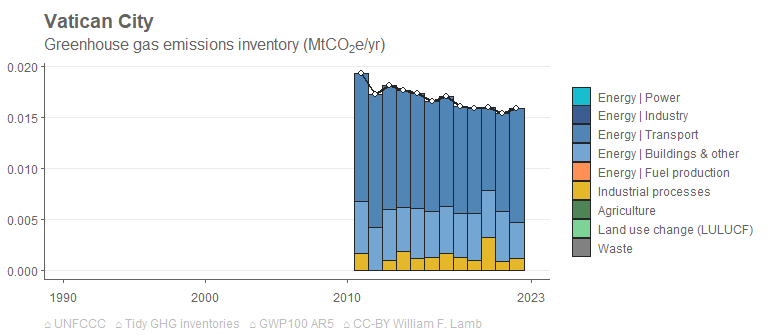 Vatican City
Greenhouse gas emissions inventory (MtCO₂e/yr)
0.020
0.015
0.010
0.005
0.000
1990
2000
2010
2023
Energy | Power
Energy | Industry
Energy | Transport
Energy | Buildings & other
Energy | Fuel production
Industrial processes
Agriculture
Land use change (LULUCF)
Waste
⌂ UNFCCC ⌂ Tidy GHG inventories ⌂ GWP100 AR5 ⌂ CC-BY William F. Lamb